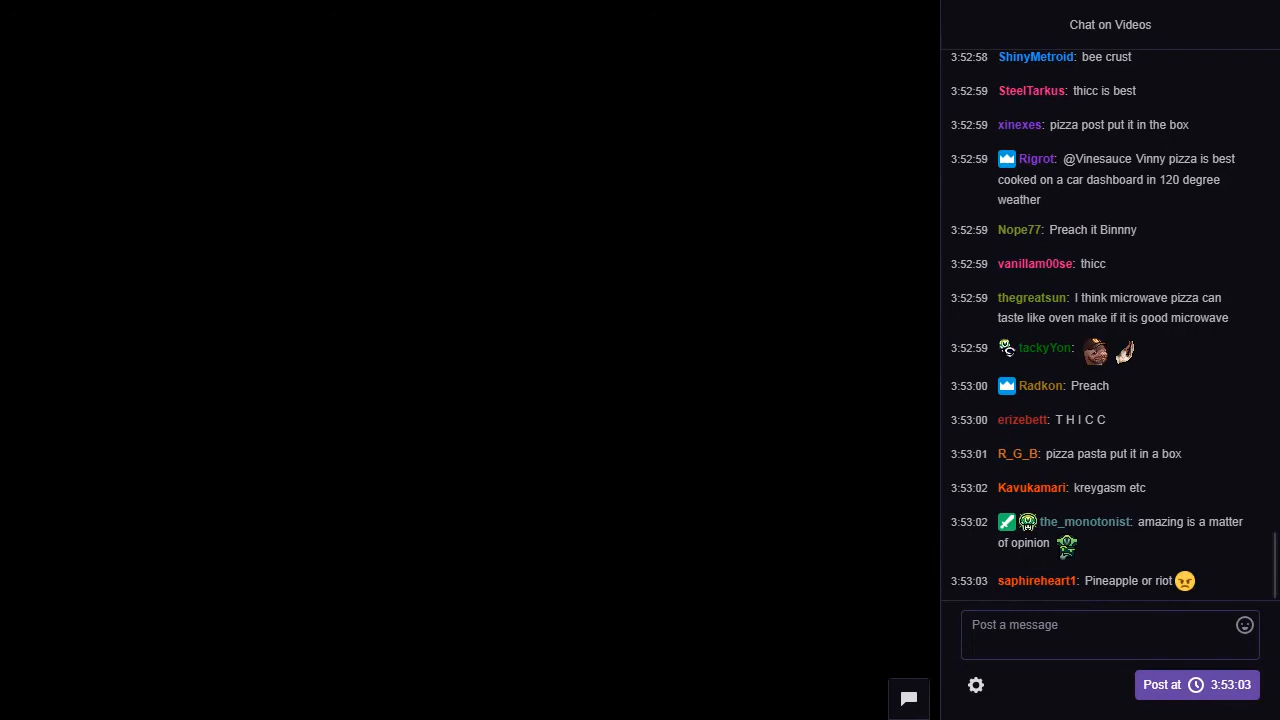 Chat on Videos
3:52:58 ShinyMetroid: bee crust
3:52:59 SteelTarkus: thicc is best
3:52:59 xinexes: pizza post put it in the box
3:52:59 Rigrot: @Vinesauce Vinny pizza is best
cooked on a car dashboard in 120 degree
weather
3:52:59 Nope77: Preach it Binnny
3:52:59 vanillam00se: thicc
3:52:59 thegreatsun: I think microwave pizza can
taste like oven make if it is good microwave
3:52:59 tackyYon:
3:53:00 Radkon: Preach
3:53:00 erizebett: T H I C C
3:53:01 R_G_B: pizza pasta put it in a box
3:53:02 Kavukamari: kreygasm etc
3:53:02 the_monotonist: amazing is a matter
of opinion
3:53:03 saphireheart1: Pineapple or riot
Post a message
Post at 3:53:03